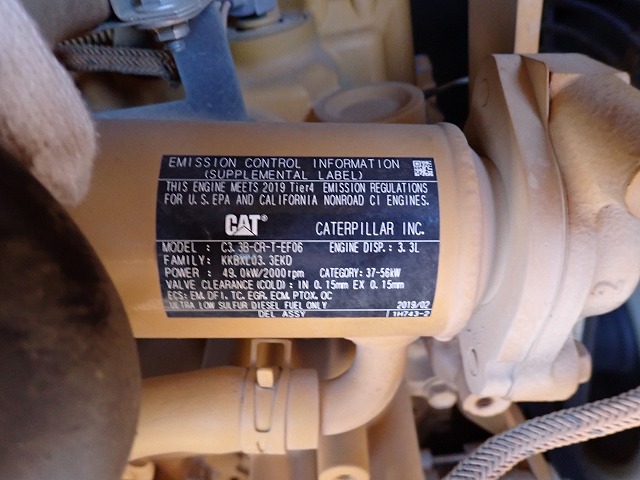 EMISSION CONTROL INFORMATION
(SUPPLEMENTAL LABEL)
THIS ENGINE MEETS 2019 Tier4 EMISSION REGULATIONS
FOR U.S.EPA AND CALIFORNIA NONROAD CI ENGINES.
CAT CATERPILLAR INC.
MODEL : C3.3B-CR-T-EF06 ENGINE DISP.: 3.3L
FAMILY: KKBXL03.3EKD
POWER : 49.0kW/2000rpm CATEGORY: 37-56kW
VALVE CLEARANCE(COLD): IN 0.15mm EX 0.15mm
ECS: EM, DFI, TC, EGR, ECM, PTOX, OC
ULTRA LOW SULFUR DIESEL FUEL ONLY 2019/02
DEL ASSY 1H743-2
2